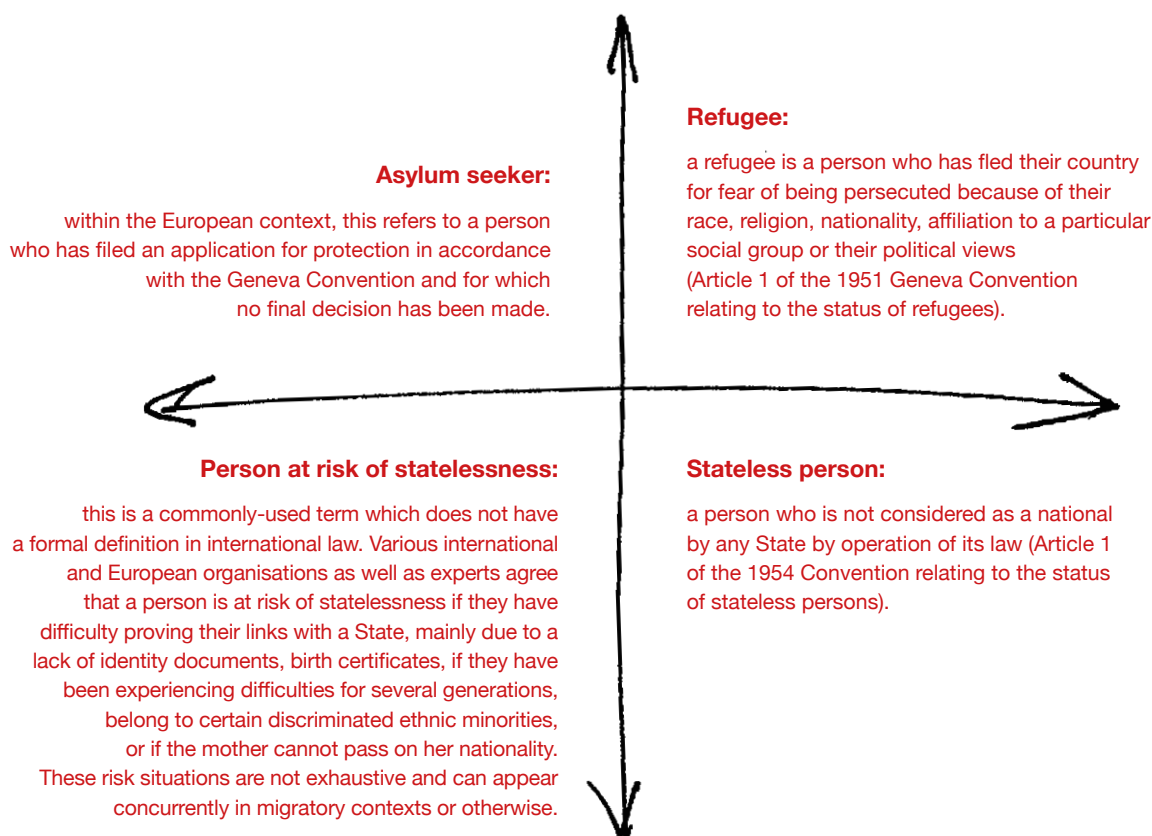 Asylum seeker:
within the European context, this refers to a person
who has filed an application for protection in accordance
with the Geneva Convention and for which
no final decision has been made.
Refugee:
a refugee is a person who has fled their country
for fear of being persecuted because of their
race, religion, nationality, affiliation to a particular
social group or their political views
(Article 1 of the 1951 Geneva Convention
relating to the status of refugees).
Person at risk of statelessness:
this is a commonly-used term which does not have
a formal definition in international law. Various international
and European organisations as well as experts agree
that a person is at risk of statelessness if they have
difficulty proving their links with a State, mainly due to a
lack of identity documents, birth certificates, if they have
been experiencing difficulties for several generations,
belong to certain discriminated ethnic minorities,
or if the mother cannot pass on her nationality.
These risk situations are not exhaustive and can appear
concurrently in migratory contexts or otherwise.
Stateless person:
a person who is not considered as a national
by any State by operation of its law (Article 1
of the 1954 Convention relating to the status
of stateless persons).